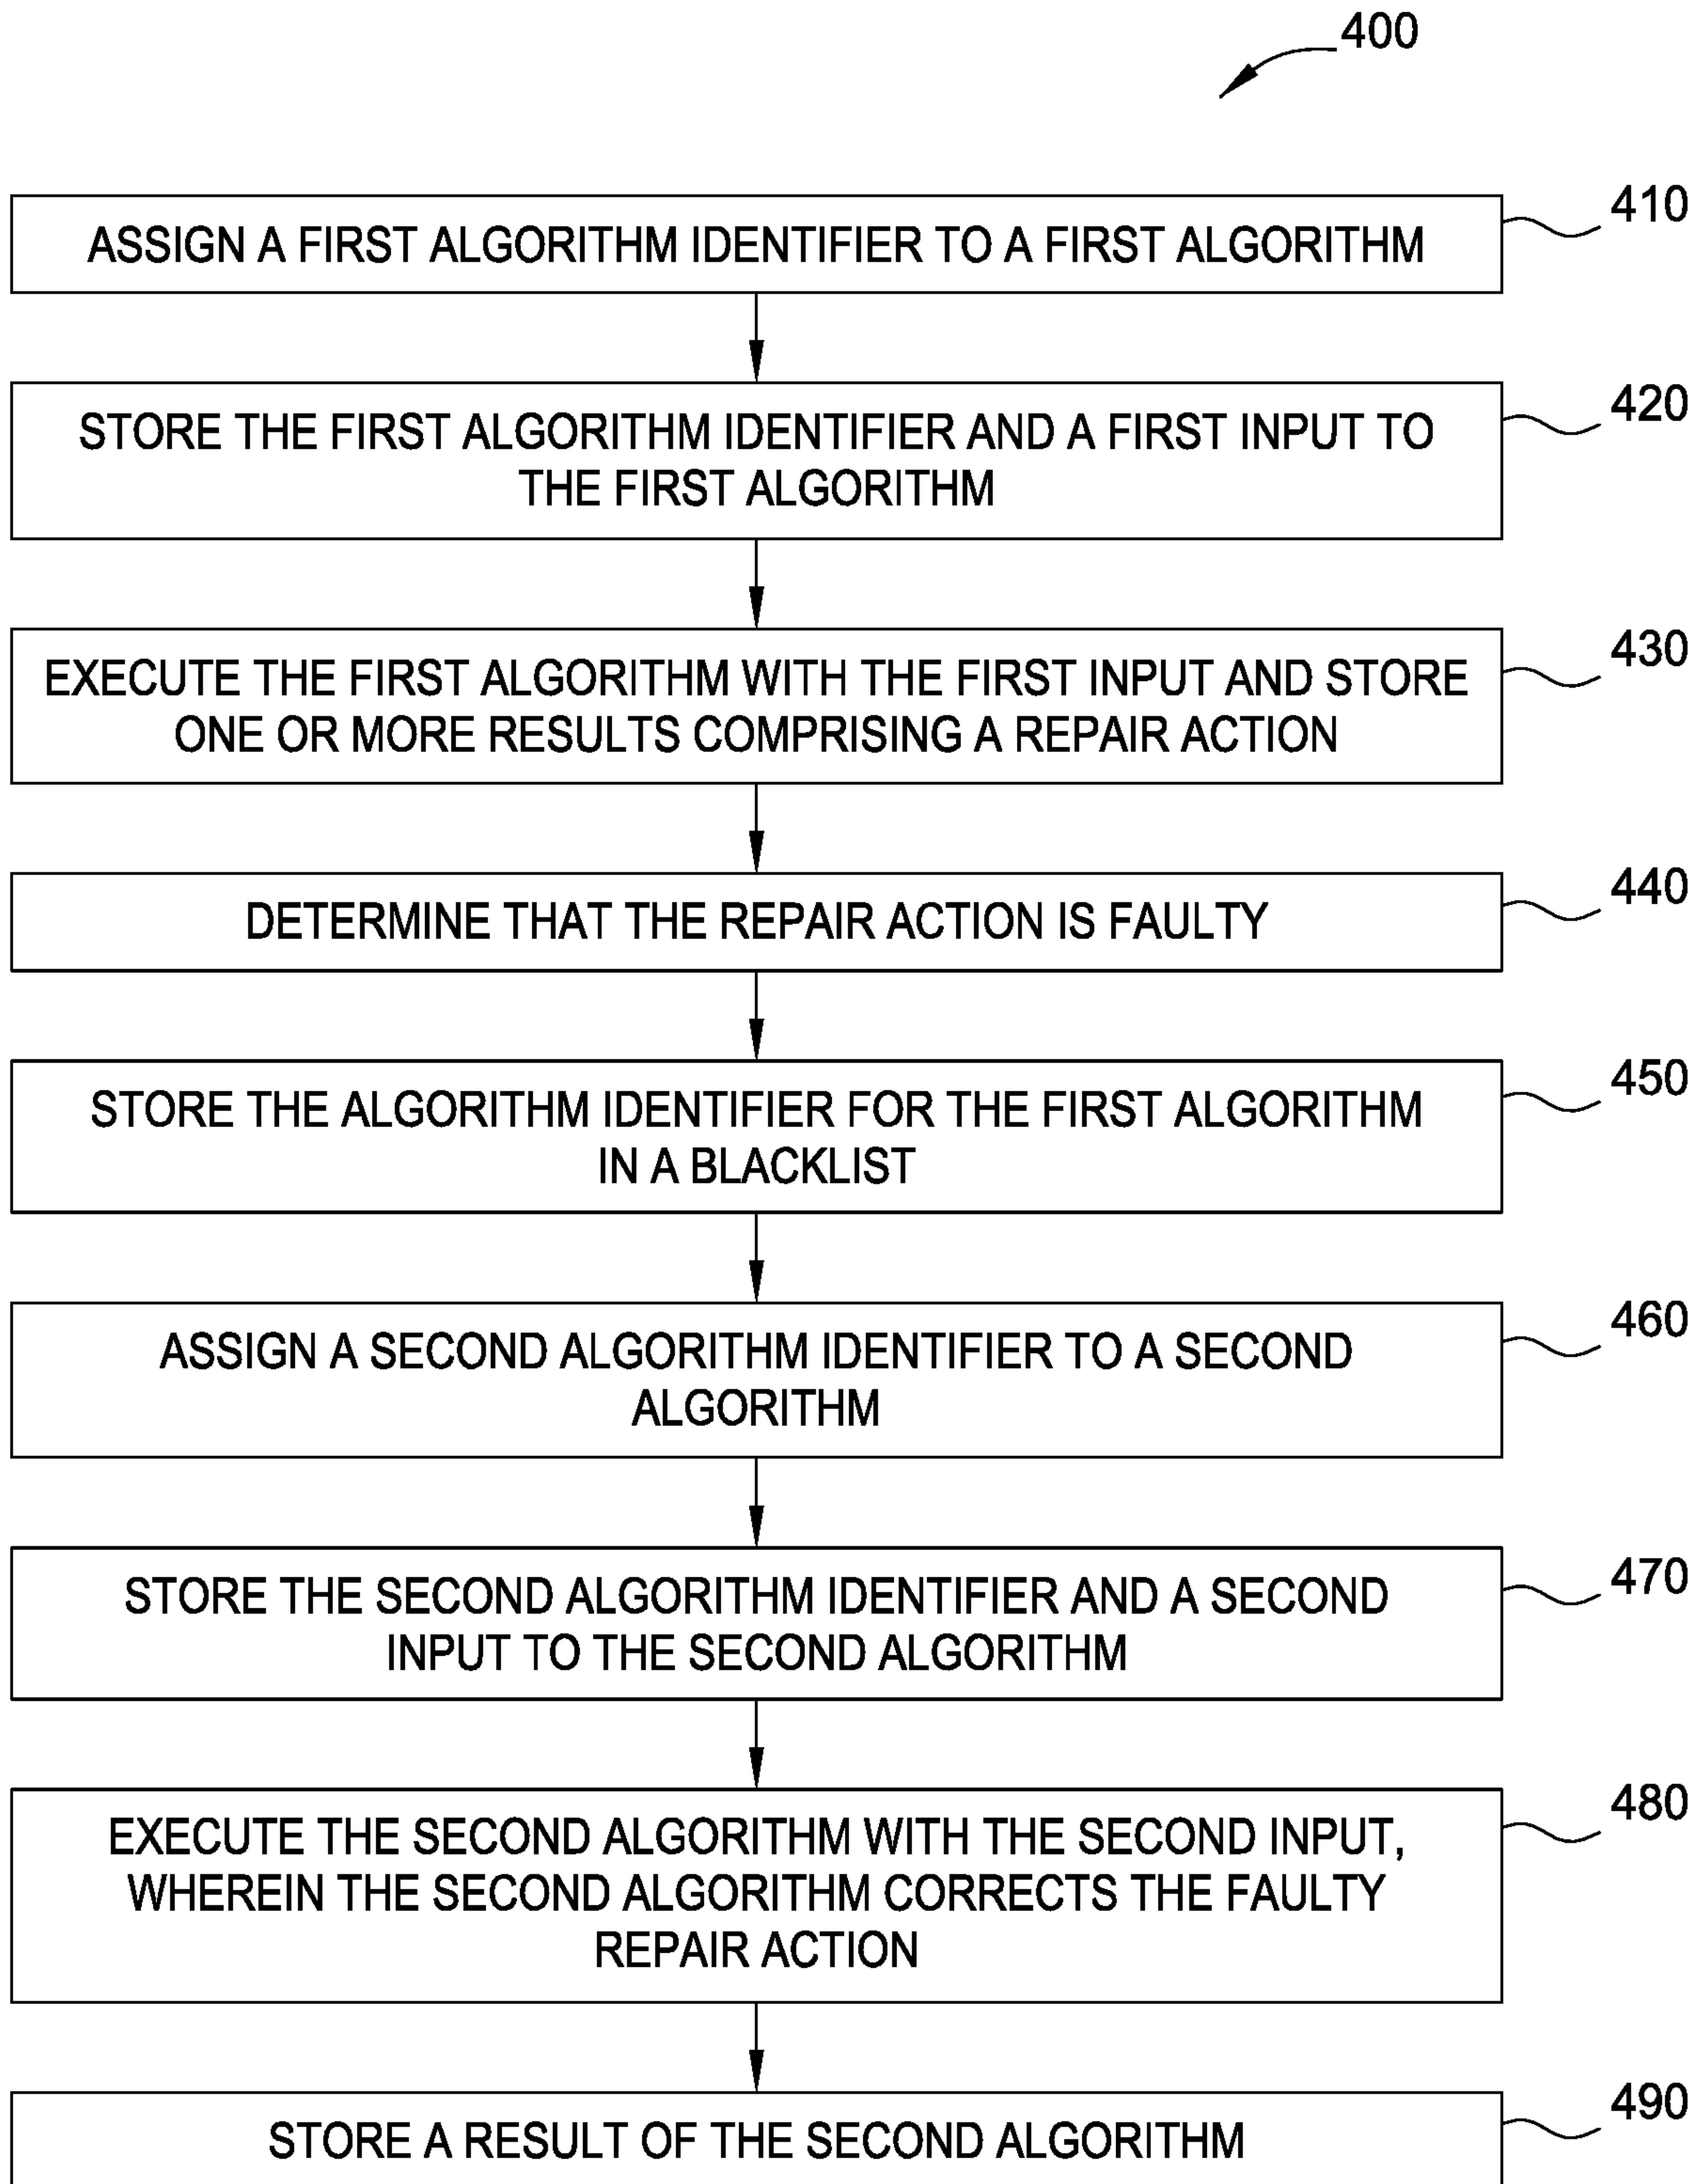 400
ASSIGN A FIRST ALGORITHM IDENTIFIER TO A FIRST ALGORITHM
410
STORE THE FIRST ALGORITHM IDENTIFIER AND A FIRST INPUT TO
THE FIRST ALGORITHM
420
EXECUTE THE FIRST ALGORITHM WITH THE FIRST INPUT AND STORE
ONE OR MORE RESULTS COMPRISING A REPAIR ACTION
430
DETERMINE THAT THE REPAIR ACTION IS FAULTY
440
STORE THE ALGORITHM IDENTIFIER FOR THE FIRST ALGORITHM
IN A BLACKLIST
450
ASSIGN A SECOND ALGORITHM IDENTIFIER TO A SECOND
ALGORITHM
460
STORE THE SECOND ALGORITHM IDENTIFIER AND A SECOND
INPUT TO THE SECOND ALGORITHM
470
EXECUTE THE SECOND ALGORITHM WITH THE SECOND INPUT,
WHEREIN THE SECOND ALGORITHM CORRECTS THE FAULTY
REPAIR ACTION
480
STORE A RESULT OF THE SECOND ALGORITHM
490